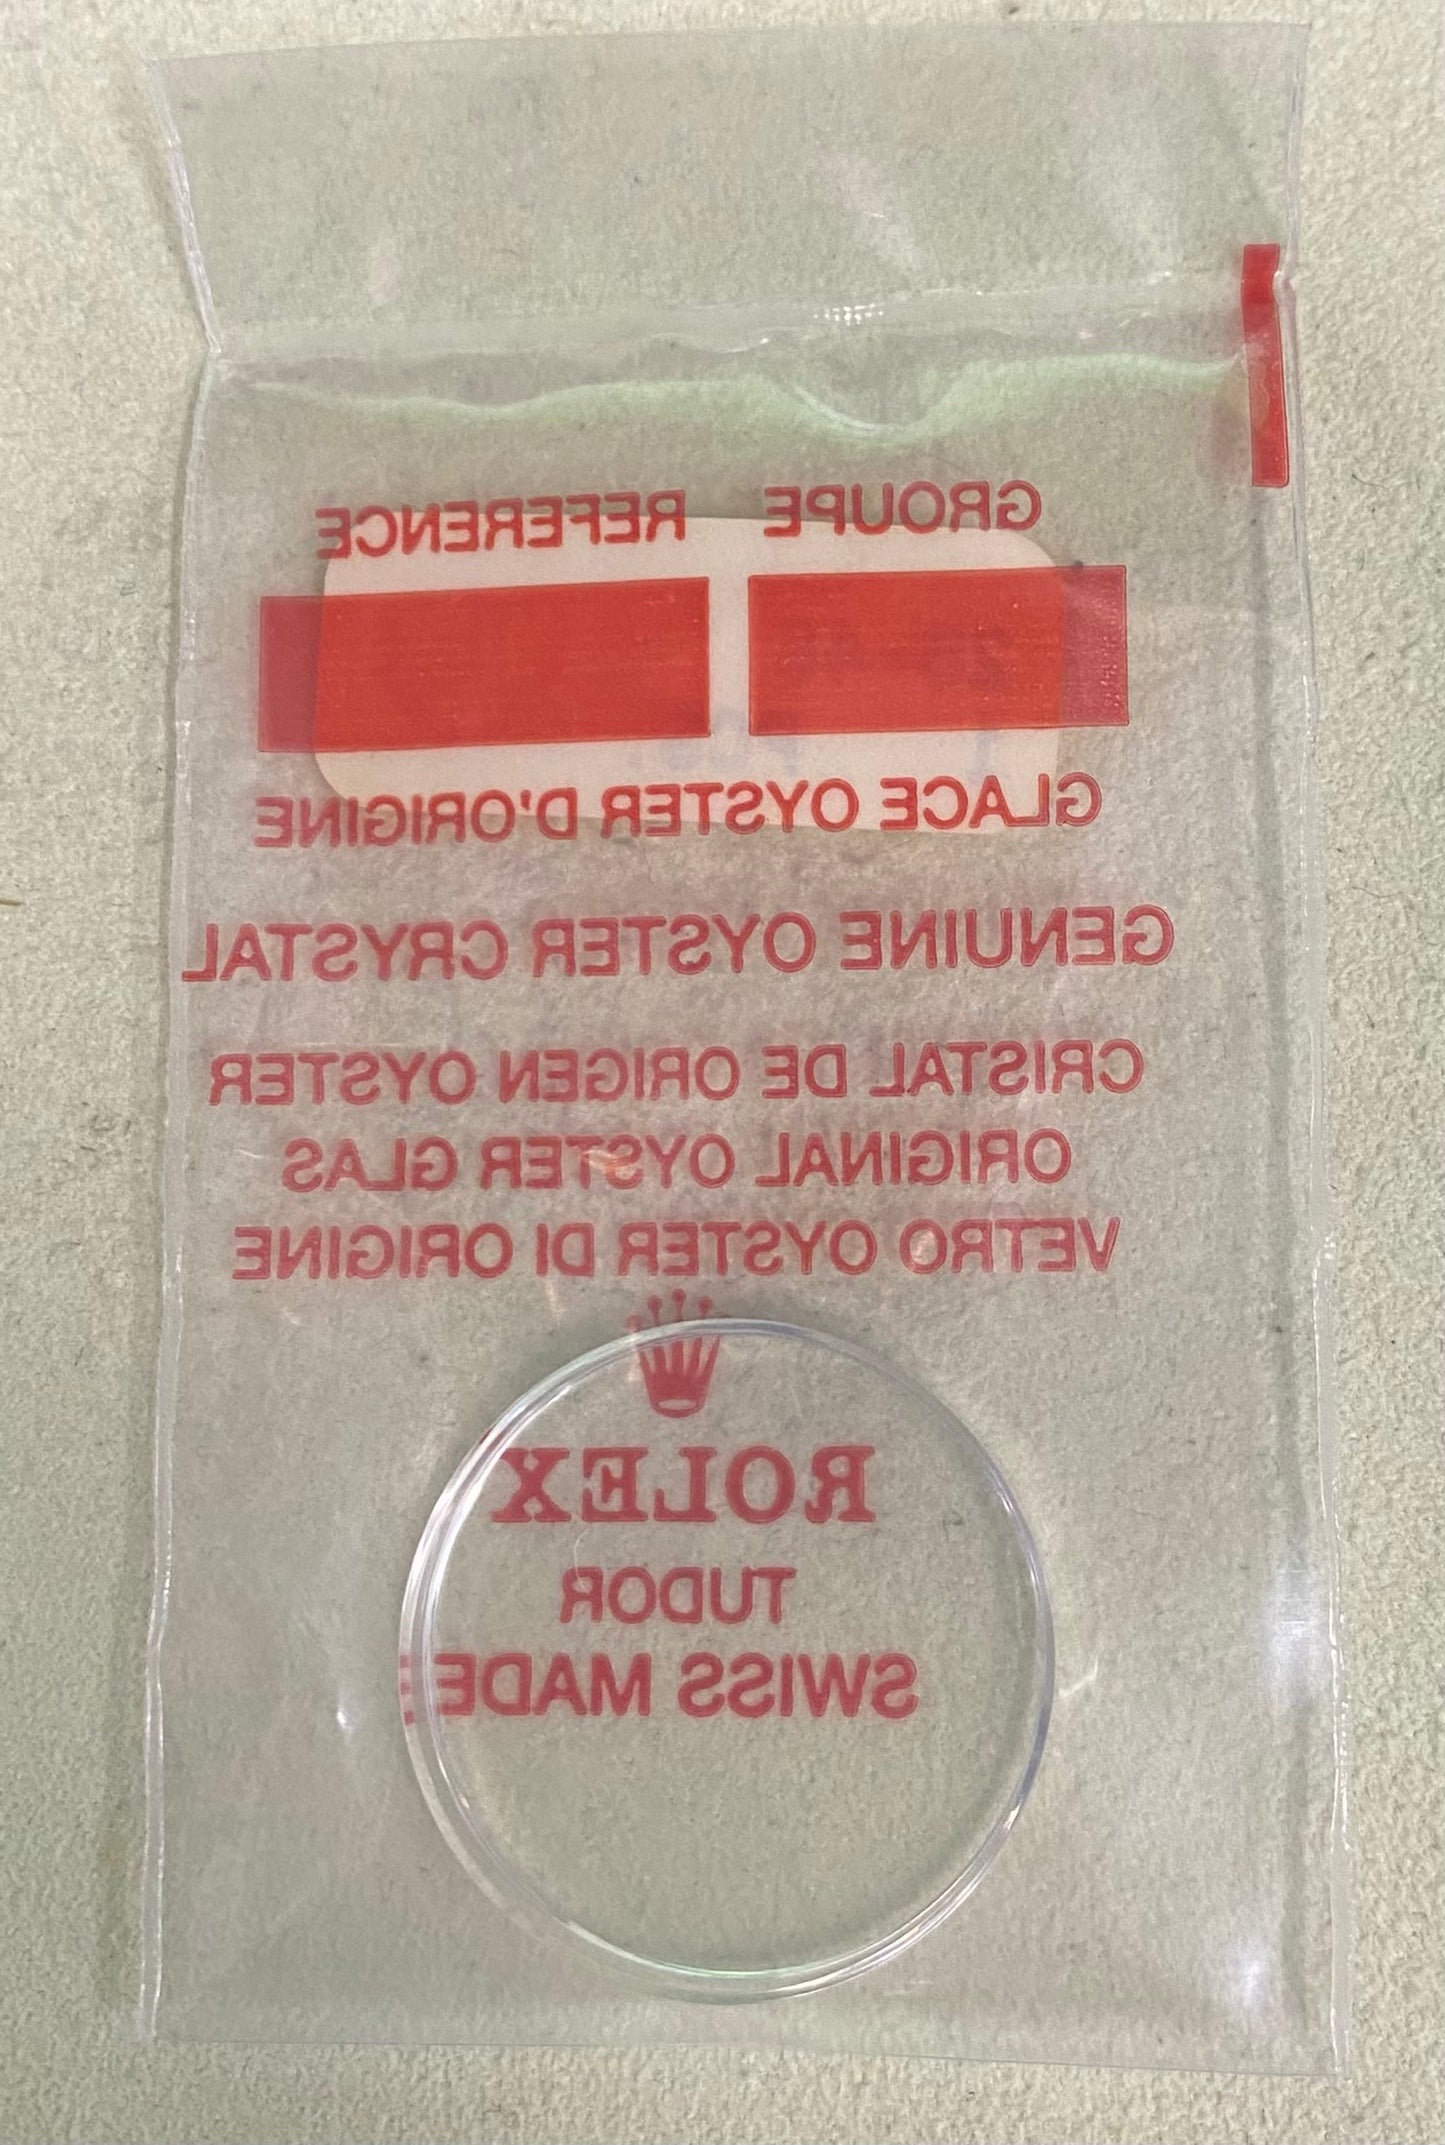 GROUPE REFERENCE
GLACE OYSTER D'ORIGINE
GENUINE OYSTER CRYSTAL
CRISTAL DE ORIGEN OYSTER
ORIGINAL OYSTER GLAS
VETRO OYSTER DI ORIGINE
ROLEX
TUDOR
SWISS MADE